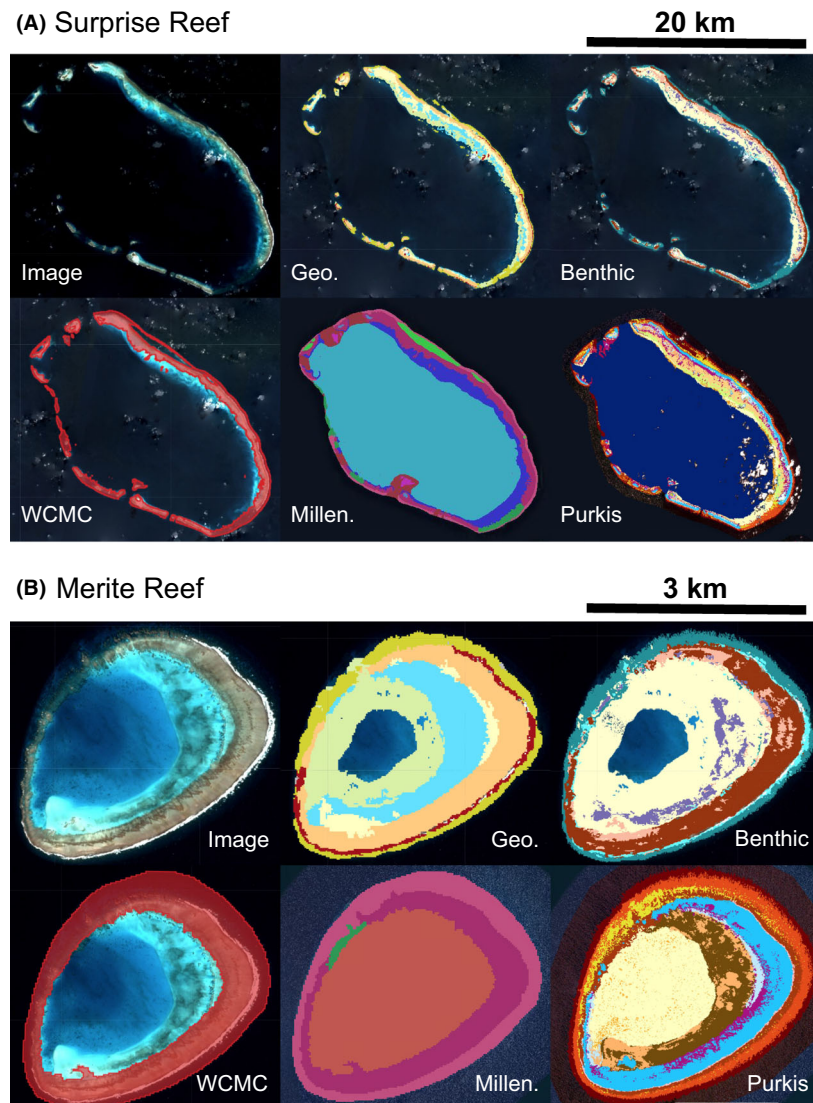 (A) Surprise Reef 20 km
Image Geo. Benthic
WCMC Millen. Purkis
(B) Merite Reef 3 km
Image Geo. Benthic
WCMC Millen. Purkis